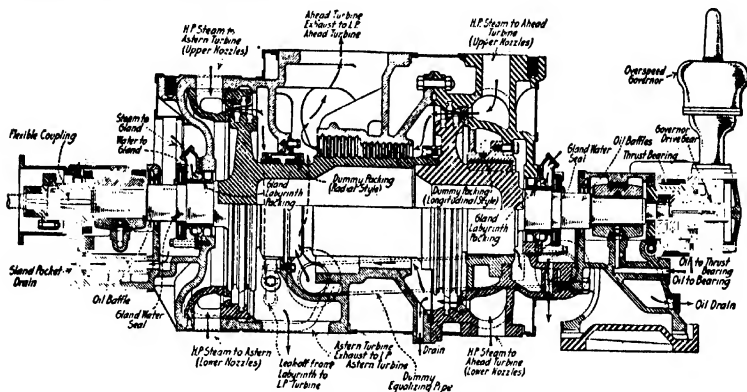 H.P. Steam to
Astern Turbine
(Upper Nozzles)
Ahead Turbine
Exhaust to L.P.
Ahead Turbine
H.P. Steam to Ahead
Turbine
(Upper Nozzles)
Overspeed
Governor
Steam to
Gland
Water to
Gland
Flexible Coupling
Gland Water
Seal
Oil Baffles
Thrust Bearing
Governor
Drive Gear
Gland
Labyrinth
Packing
Dummy Packing
(Radial Style)
Dummy Packing
(Longitudinal Style)
Gland
Labyrinth
Packing
Gland Pocket
Drain
Oil Baffle
Gland Water
Seal
Oil to Thrust
Bearing
Oil to Bearing
Oil Drain
H.P. Steam to Astern
(Lower Nozzles)
Leakoff from
Labyrinth to
L.P. Turbine
Astern Turbine
Exhaust to L.P.
Astern Turbine
Dummy
Equalizing Pipe
Drain
H.P. Steam to
Ahead Turbine
(Lower Nozzles)